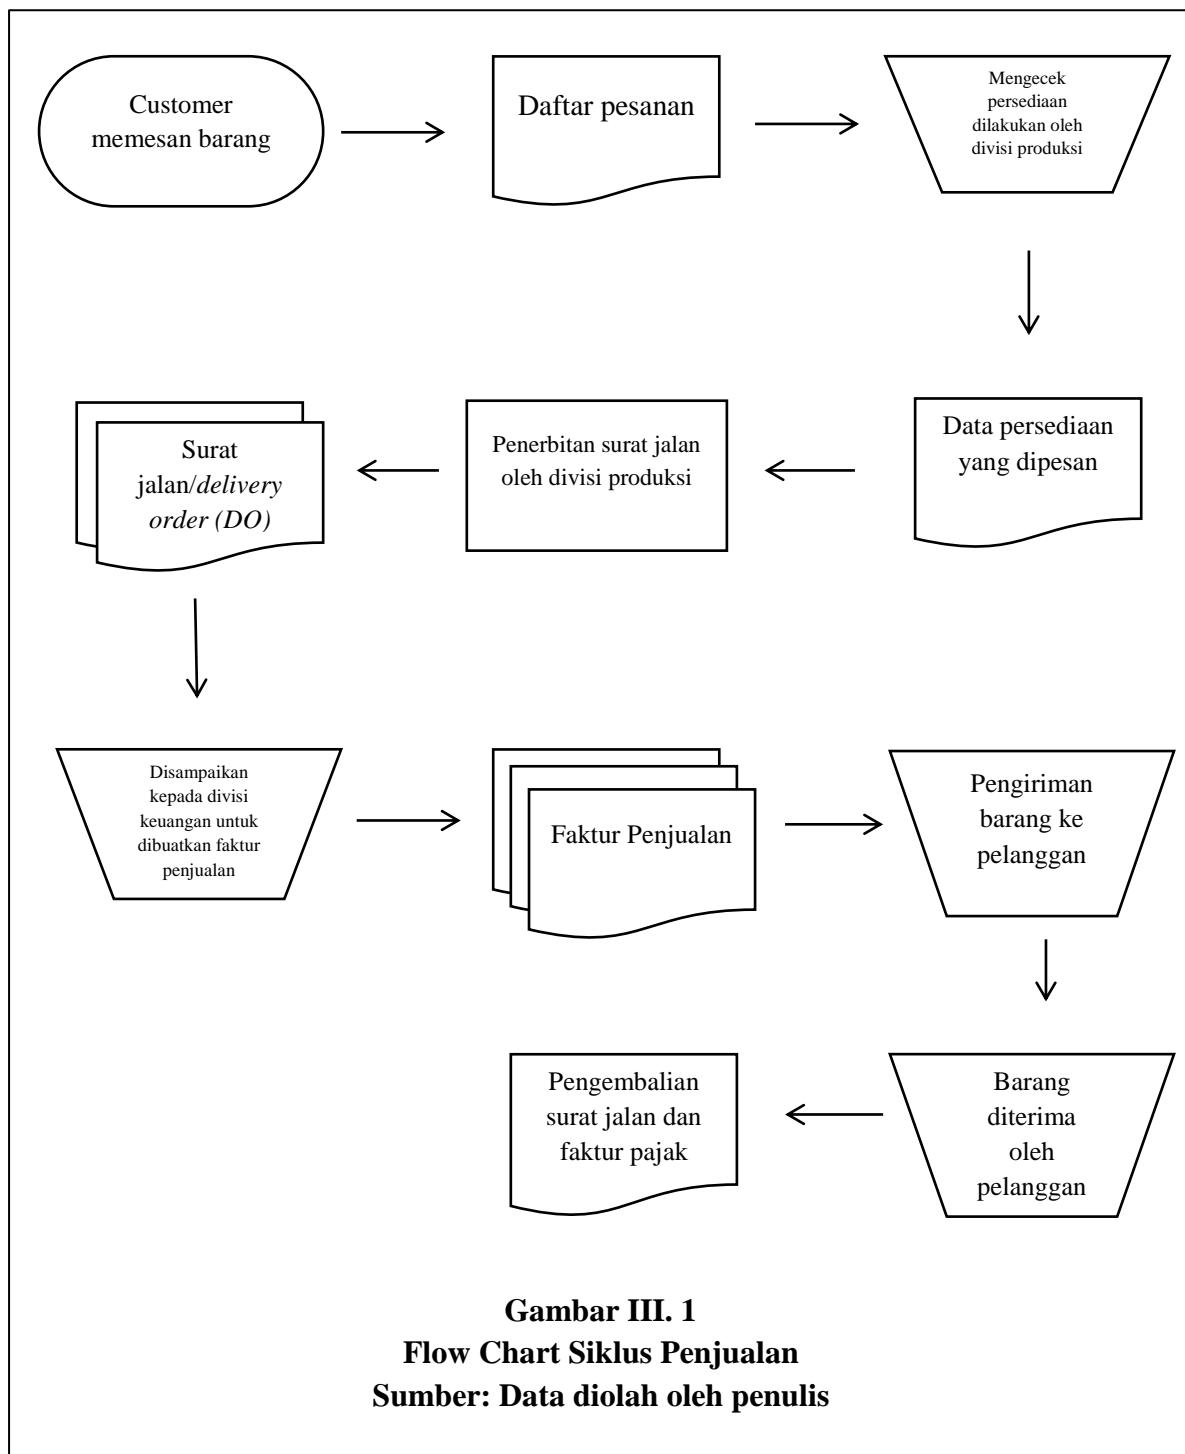 Customer
memesan barang
Daftar pesanan
Mengecek
persediaan
dilakukan oleh
divisi produksi
Data persediaan
yang dipesan
Penerbitan surat jalan
oleh divisi produksi
Surat
jalan/delivery
order (DO)
Disampaikan
kepada divisi
keuangan untuk
dibuatkan faktur
penjualan
Faktur Penjualan
Pengiriman
barang ke
pelanggan
Barang
diterima
oleh
pelanggan
Pengembalian
surat jalan dan
faktur pajak
Gambar III. 1
Flow Chart Siklus Penjualan
Sumber: Data diolah oleh penulis